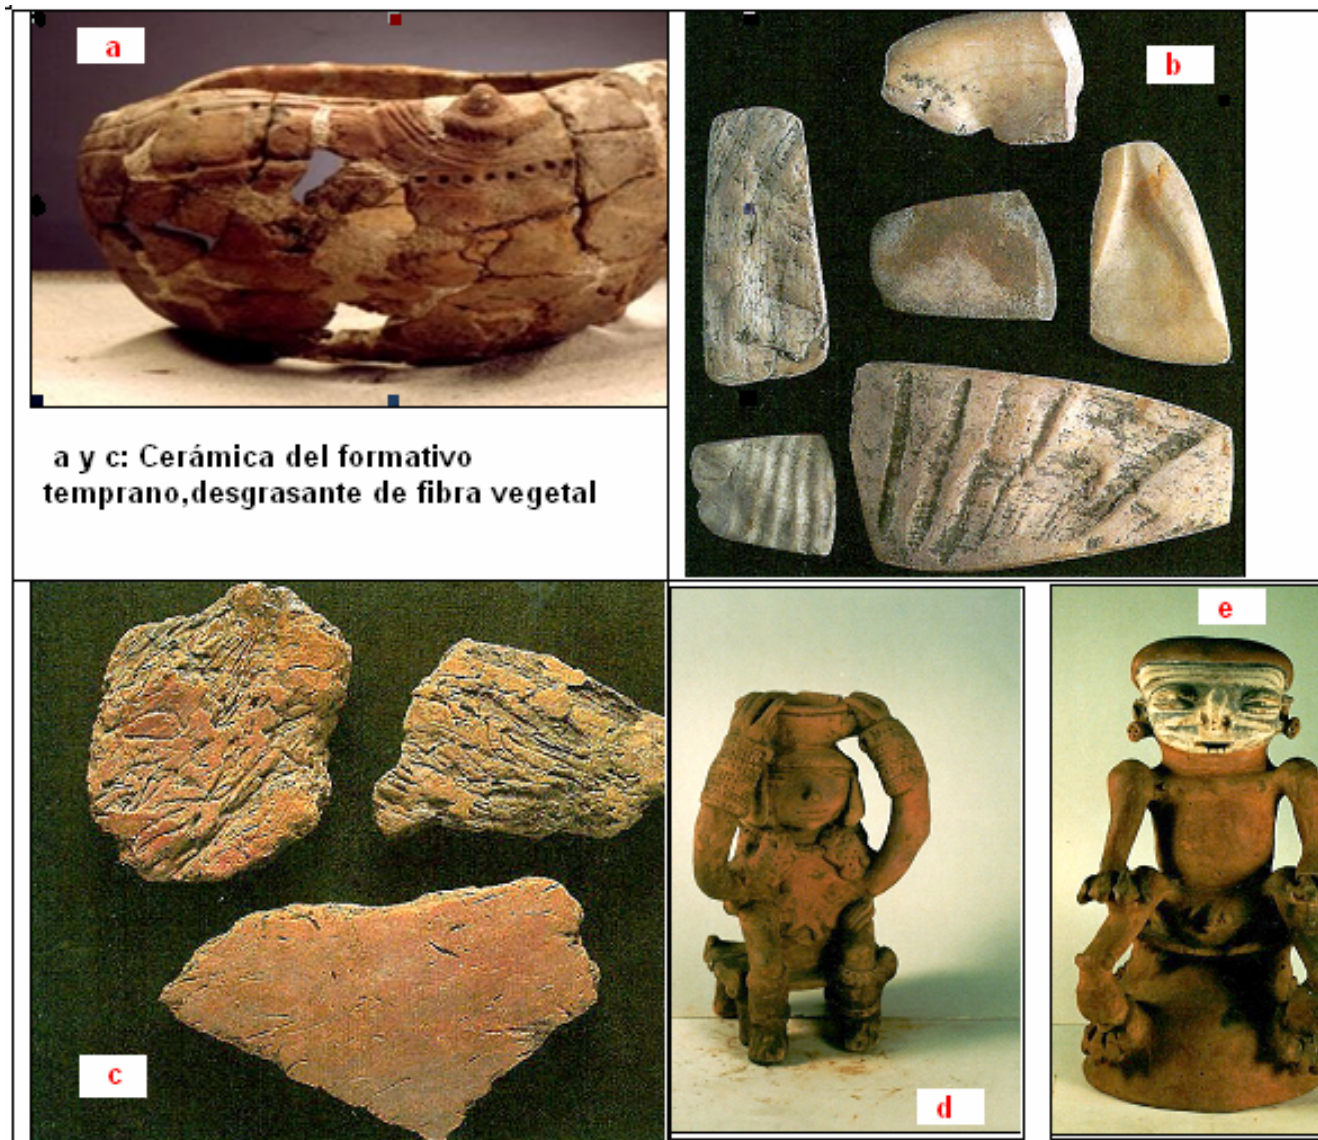 a
b
a y c: Cerámica del formativo
temprano,desgrasante de fibra vegetal
c
d
e